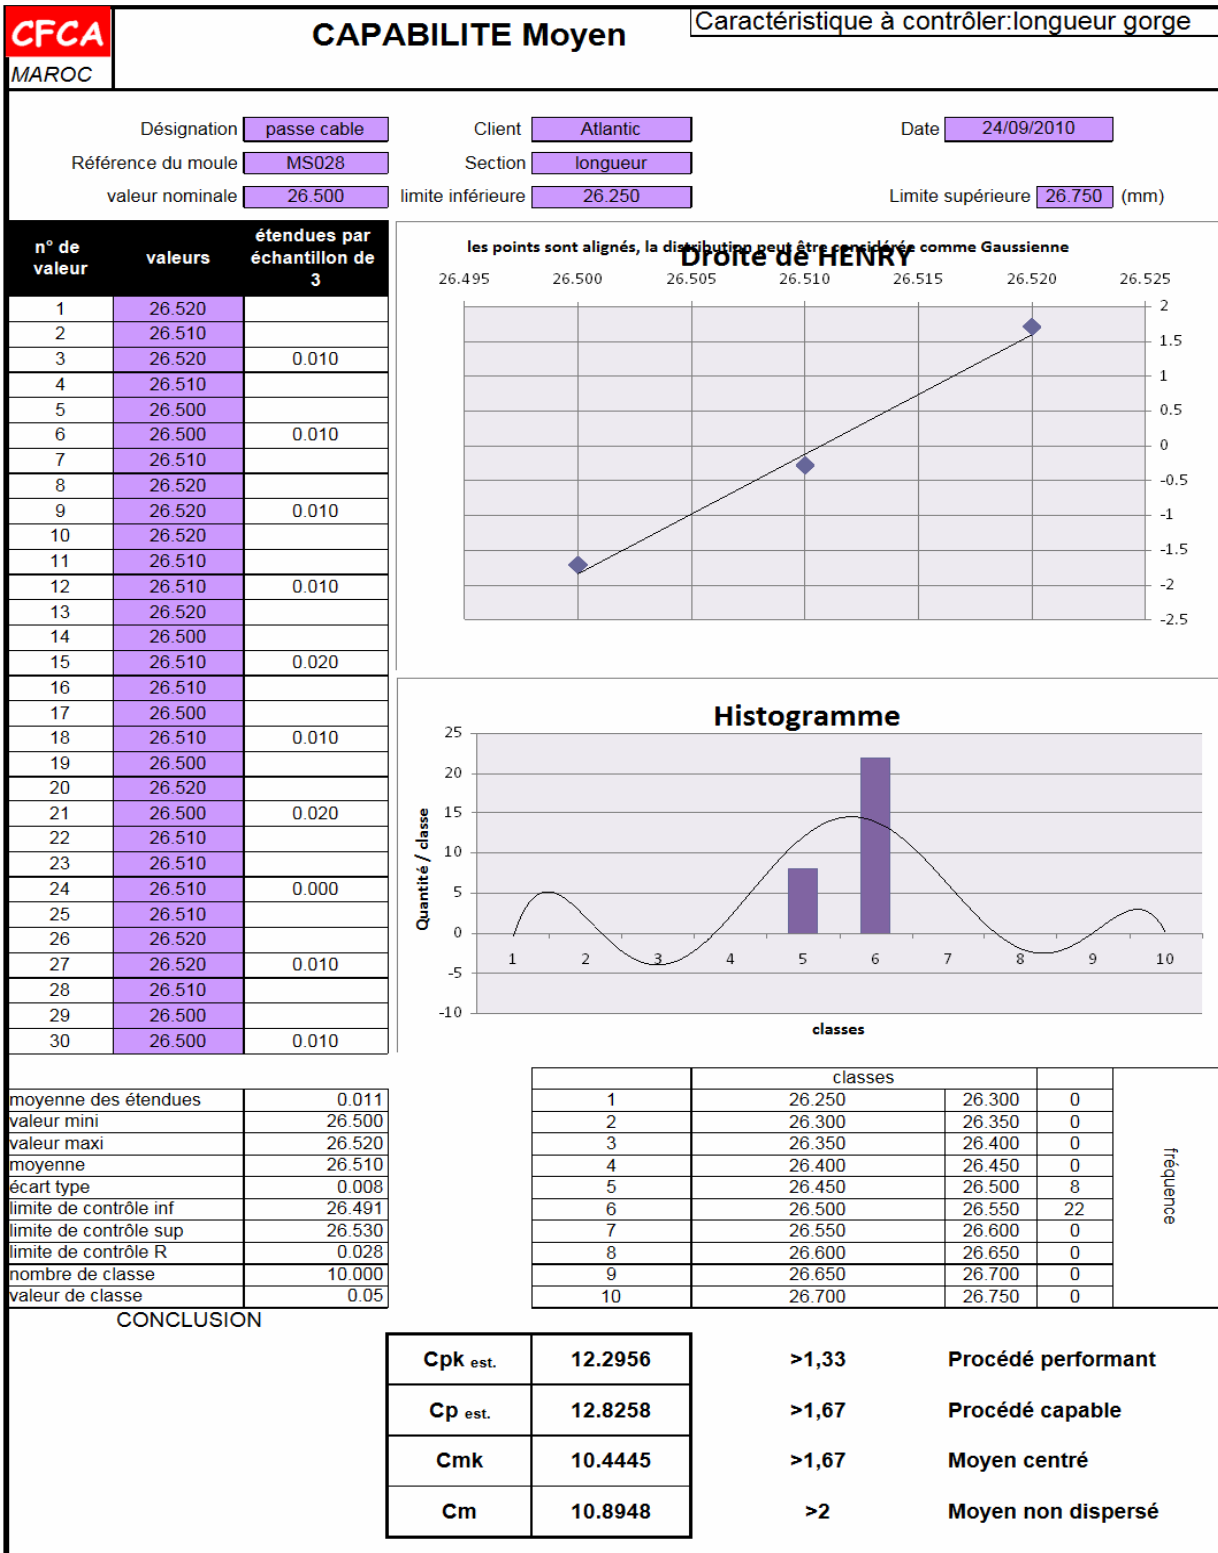 CFCA
MAROC
CAPABILITE Moyen
Caractéristique à contrôler:longueur gorge
Désignation passe cable Client Atlantic Date 24/09/2010
Référence du moule MS028 Section longueur
valeur nominale 26.500 limite inférieure 26.250 Limite supérieure 26.750 (mm)
n° de valeur valeurs étendues par échantillon de 3
1 26.520
2 26.510
3 26.520 0.010
4 26.510
5 26.500
6 26.500 0.010
7 26.510
8 26.520
9 26.520 0.010
10 26.520
11 26.510
12 26.510 0.010
13 26.520
14 26.500
15 26.510 0.020
16 26.510
17 26.500
18 26.510 0.010
19 26.500
20 26.520
21 26.500 0.020
22 26.510
23 26.510
24 26.510 0.000
25 26.510
26 26.520
27 26.520 0.010
28 26.510
29 26.500
30 26.500 0.010
les points sont alignés, la distribution peut être considérée comme Gaussienne
Droite de HENRY
26.495 26.500 26.505 26.510 26.515 26.520 26.525
2
1.5
1
0.5
0
-0.5
-1
-1.5
-2
-2.5
Histogramme
Quantité / classe
25
20
15
10
5
0
-5
-10
1 2 3 4 5 6 7 8 9 10
classes
moyenne des étendues 0.011
valeur mini 26.500
valeur maxi 26.520
moyenne 26.510
écart type 0.008
limite de contrôle inf 26.491
limite de contrôle sup 26.530
limite de contrôle R 0.028
nombre de classe 10.000
valeur de classe 0.05
classes
1 26.250 26.300 0
2 26.300 26.350 0
3 26.350 26.400 0
4 26.400 26.450 0
5 26.450 26.500 8
6 26.500 26.550 22
7 26.550 26.600 0
8 26.600 26.650 0
9 26.650 26.700 0
10 26.700 26.750 0
fréquence
CONCLUSION
Cpk est. 12.2956 >1,33 Procédé performant
Cp est. 12.8258 >1,67 Procédé capable
Cmk 10.4445 >1,67 Moyen centré
Cm 10.8948 >2 Moyen non dispersé